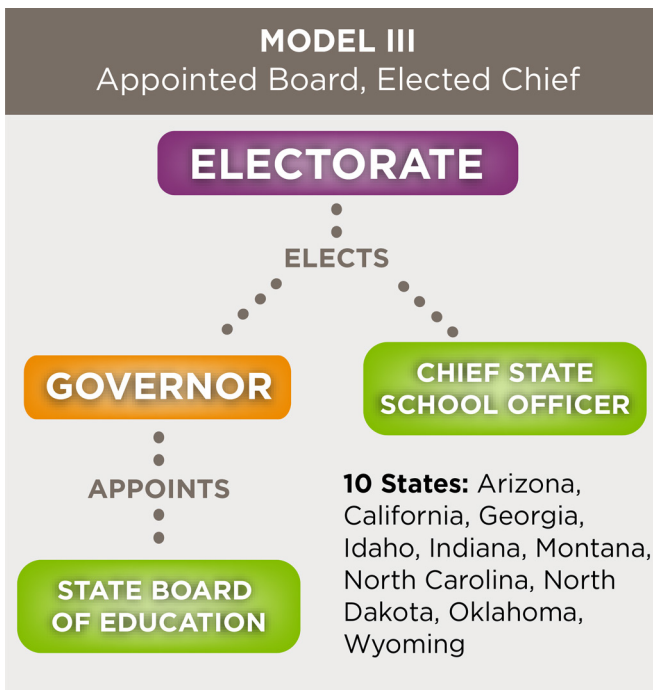 MODEL III
Appointed Board, Elected Chief
ELECTORATE
ELECTS
GOVERNOR
CHIEF STATE
SCHOOL OFFICER
APPOINTS
STATE BOARD
OF EDUCATION
10 States: Arizona,
California, Georgia,
Idaho, Indiana, Montana,
North Carolina, North
Dakota, Oklahoma,
Wyoming